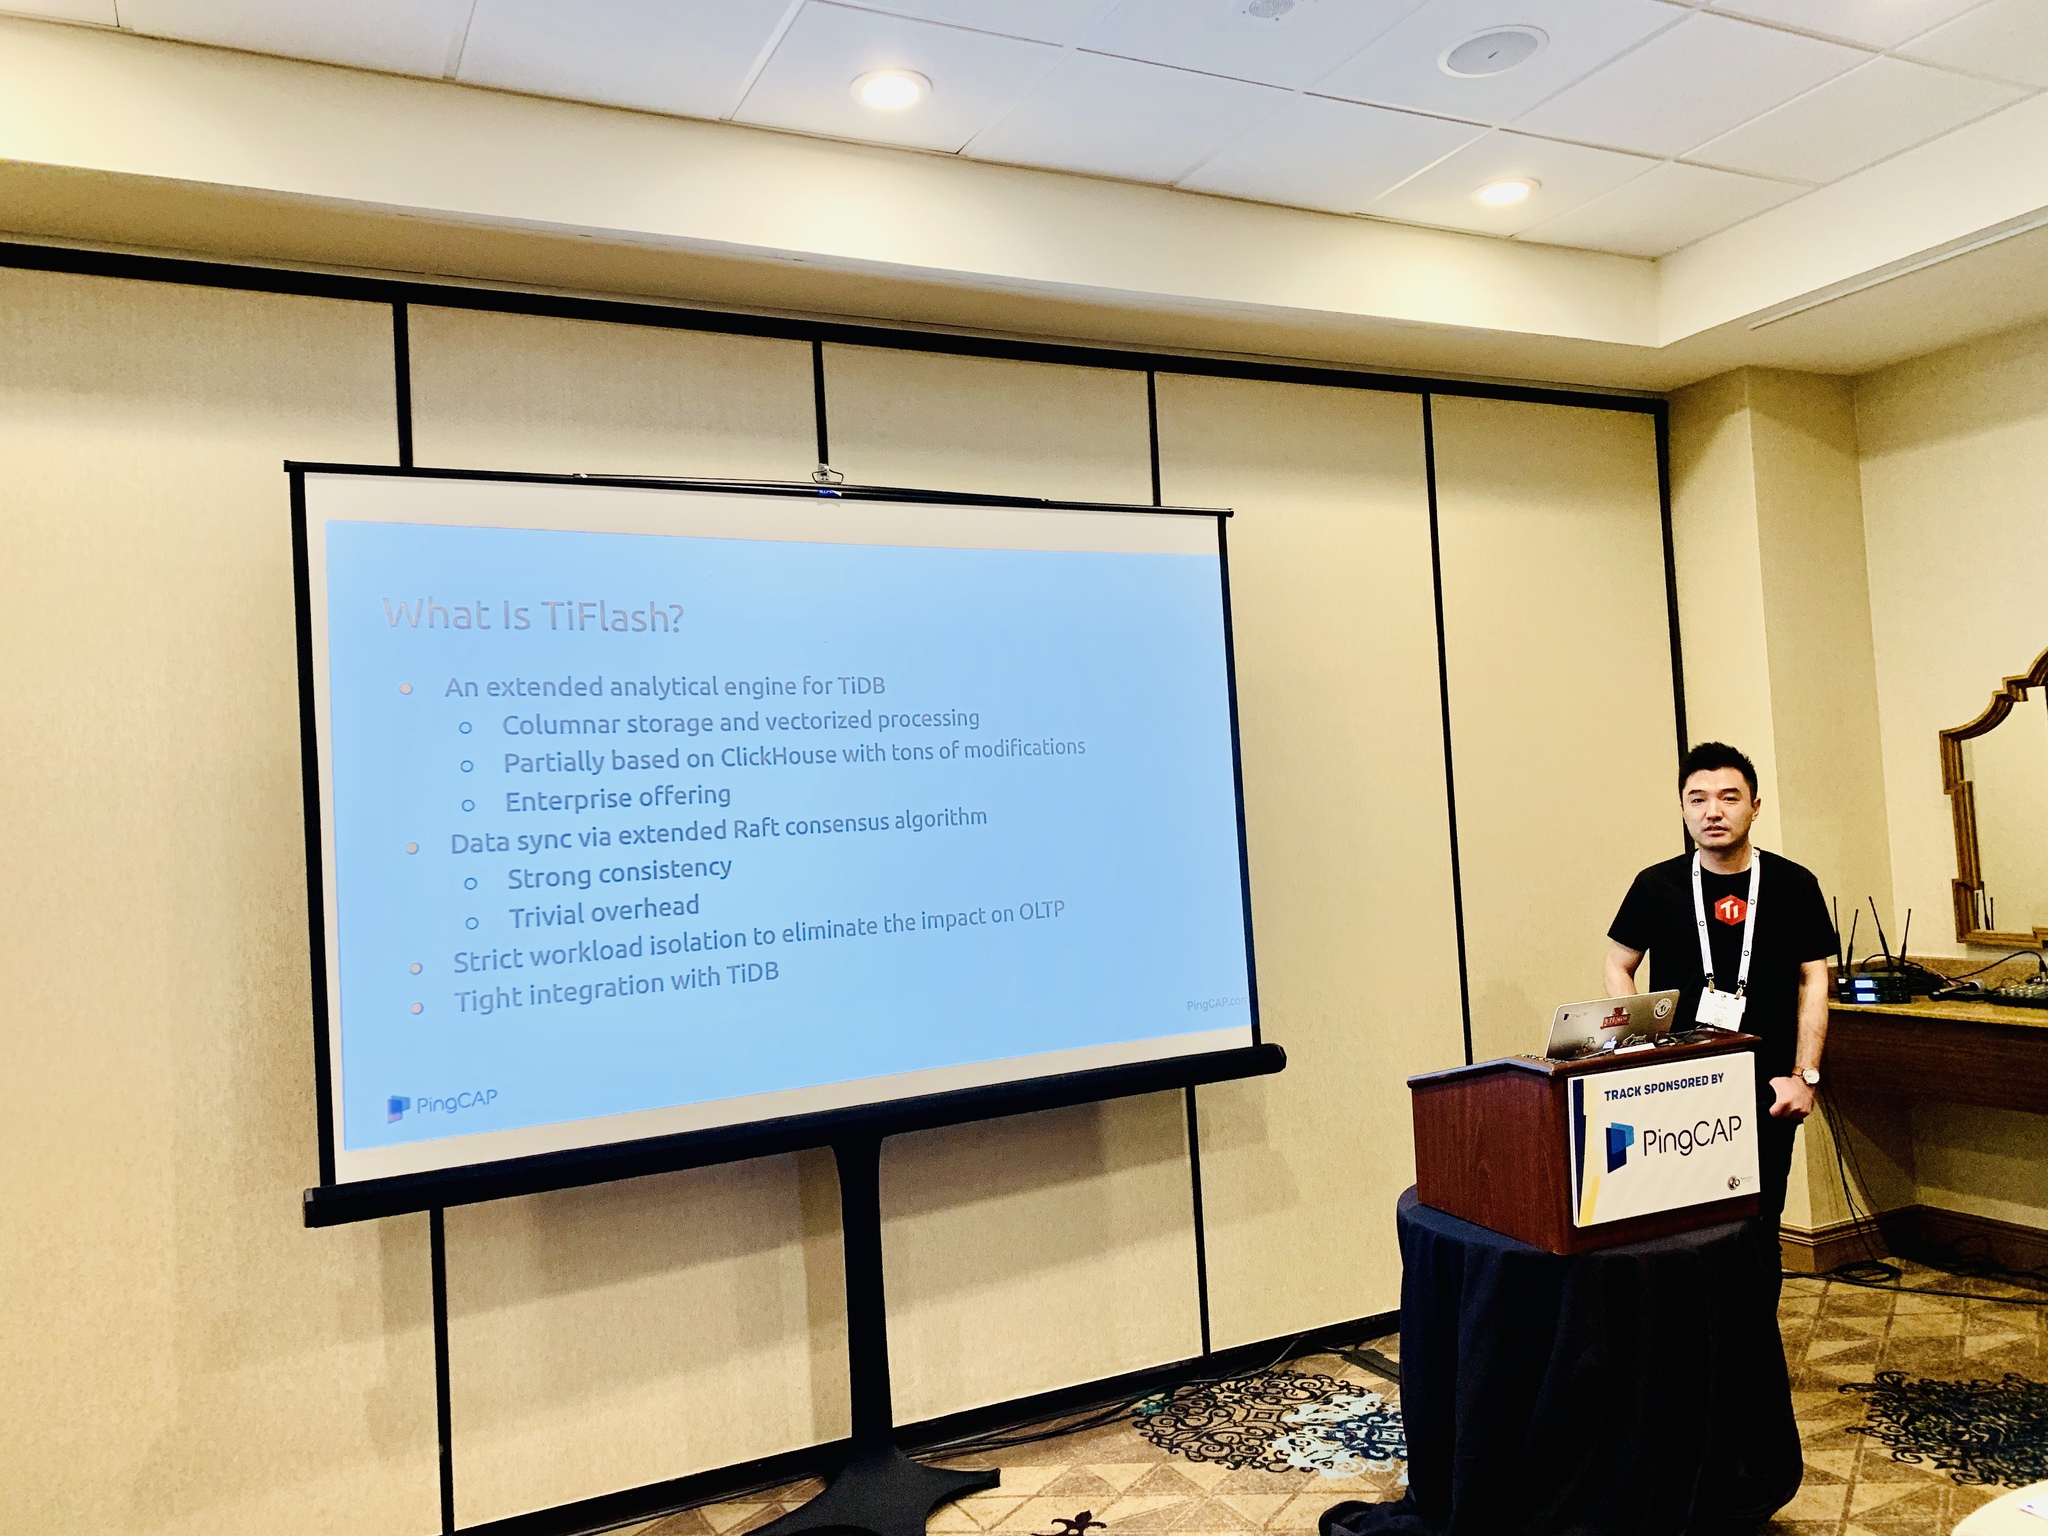 What Is TiFlash?
An extended analytical engine for TiDB
Columnar storage and vectorized processing
Partially based on ClickHouse with tons of modifications
Enterprise offering
Data sync via extended Raft consensus algorithm
Strong consistency
Trivial overhead
Strict workload isolation to eliminate the impact on OLTP
Tight integration with TiDB
PingCAP.com
PingCAP
Ti
TRACK SPONSORED BY
PingCAP